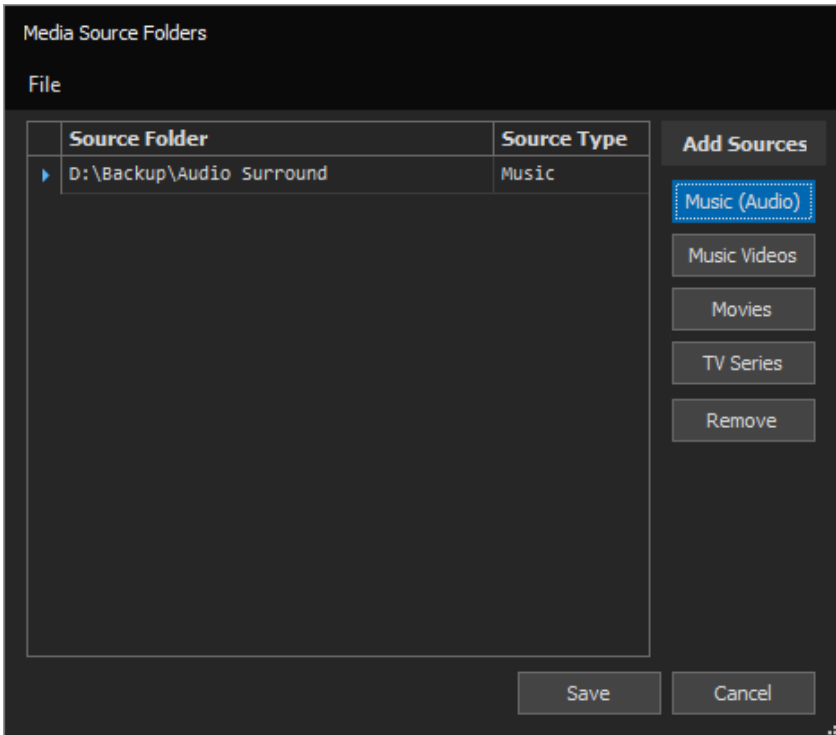 Media Source Folders
File
Source Folder Source Type Add Sources
D:\Backup\Audio Surround Music
Music (Audio)
Music Videos
Movies
TV Series
Remove
Save Cancel